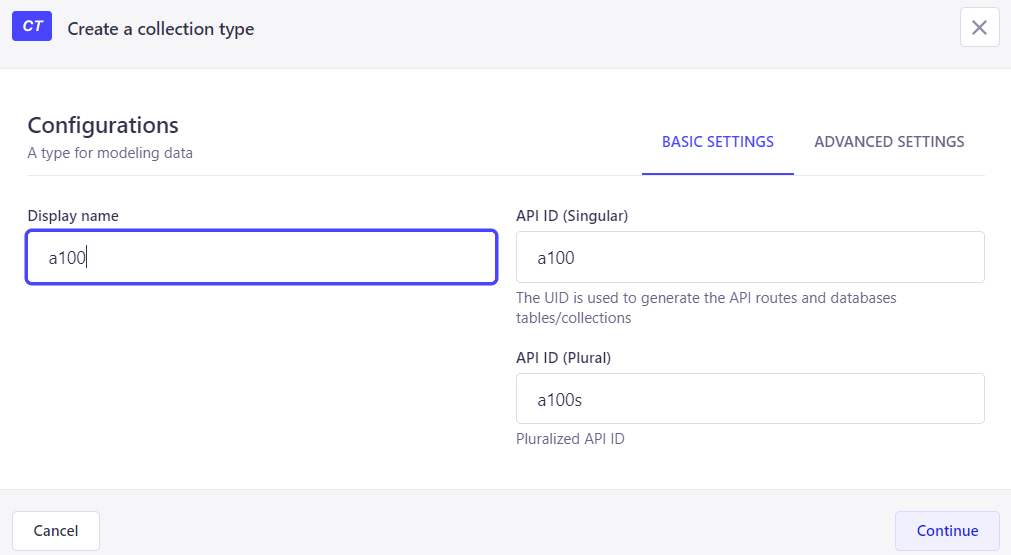 CT Create a collection type
Configurations
A type for modeling data
BASIC SETTINGS ADVANCED SETTINGS
Display name
a100
API ID (Singular)
a100
The UID is used to generate the API routes and databases
tables/collections
API ID (Plural)
a100s
Pluralized API ID
Cancel Continue